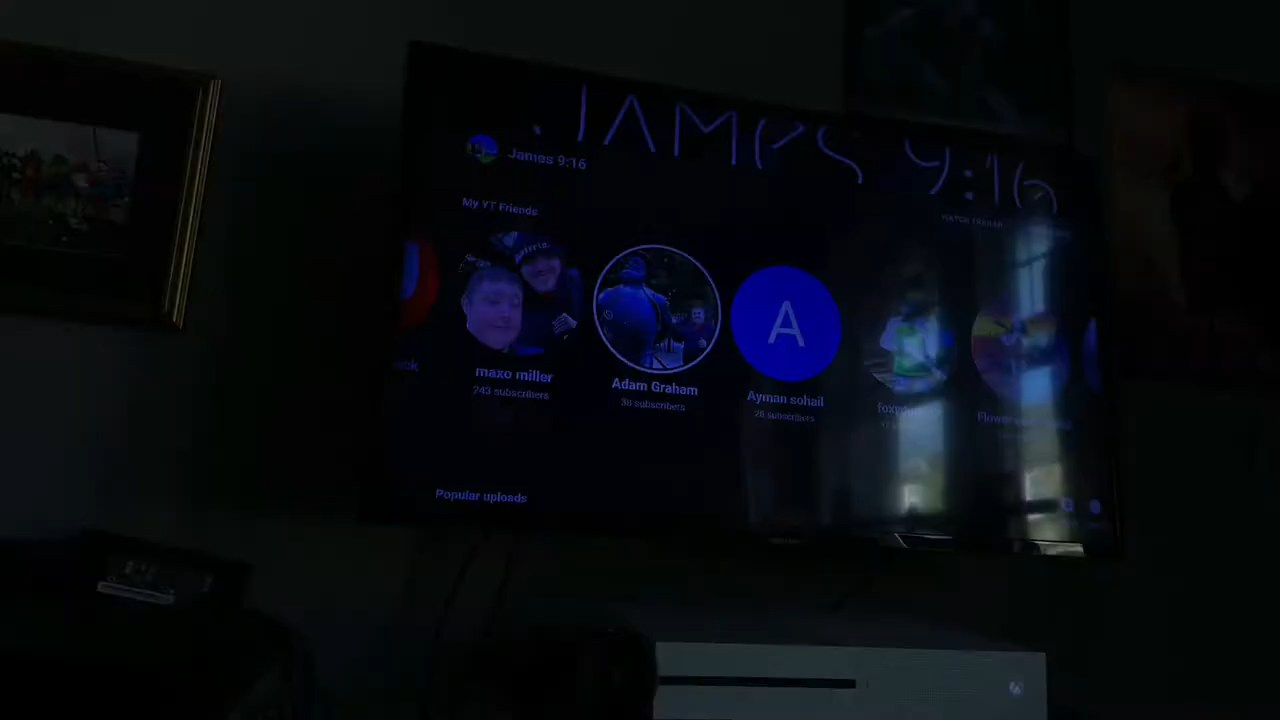 JAMES 9:16
James 9:16
My YT Friends
maxo miller
243 subscribers
Adam Graham
38 subscribers
A
Ayman sohail
28 subscribers
Popular uploads